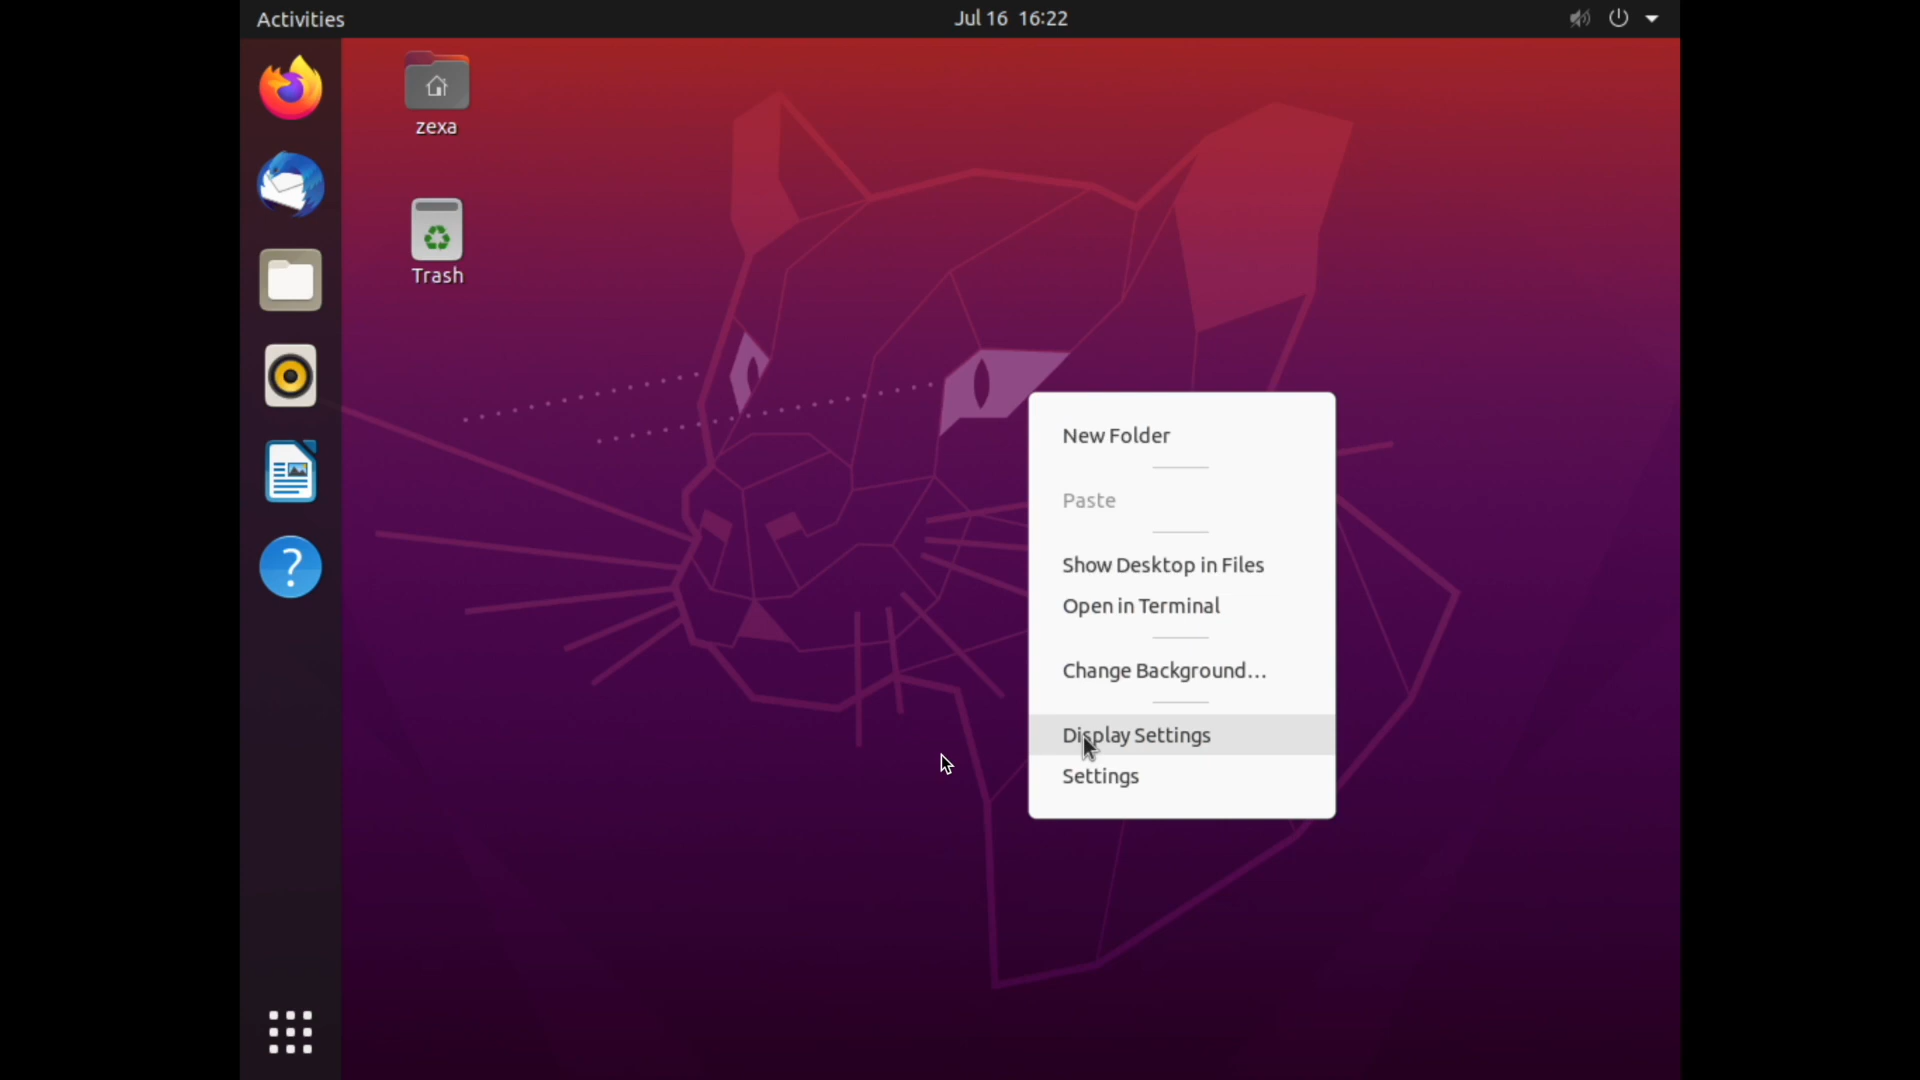 Activities
Jul 16 16:22
zexa
Trash
New Folder
Paste
Show Desktop in Files
Open in Terminal
Change Background…
Display Settings
Settings